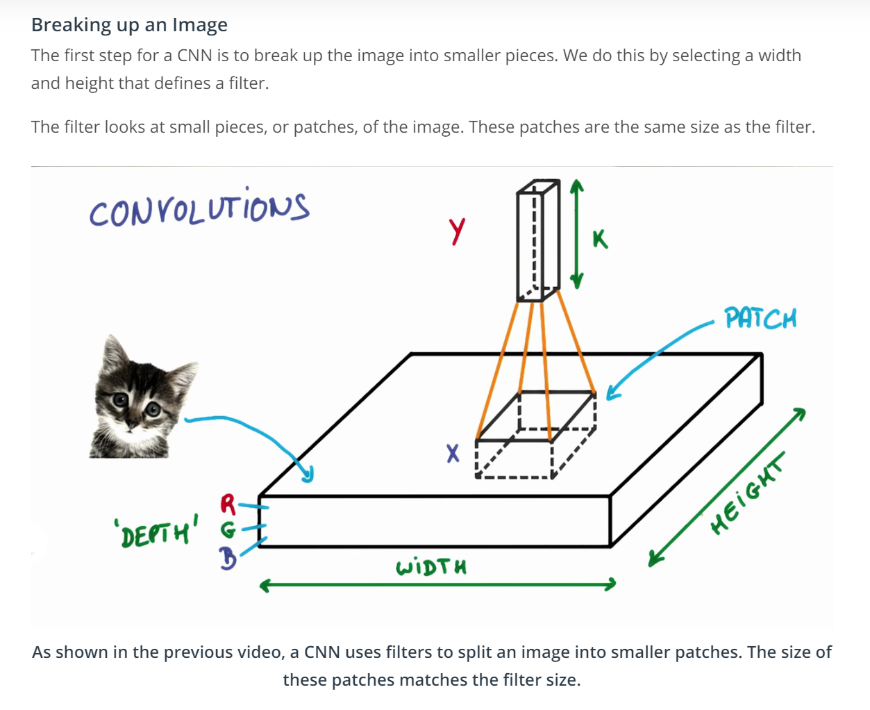 Breaking up an Image
The first step for a CNN is to break up the image into smaller pieces. We do this by selecting a width
and height that defines a filter.
The filter looks at small pieces, or patches, of the image. These patches are the same size as the filter.
CONVOLUTIONS
Y
K
PATCH
X
R
'DEPTH' G
B
WIDTH
HEIGHT
As shown in the previous video, a CNN uses filters to split an image into smaller patches. The size of
these patches matches the filter size.